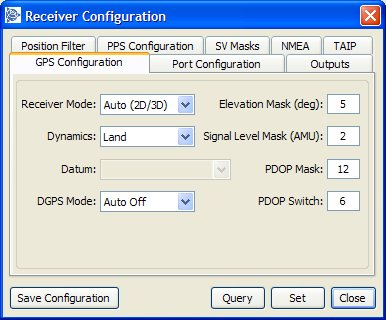 Receiver Configuration
Position Filter PPS Configuration SV Masks NMEA TAIP
GPS Configuration Port Configuration Outputs
Receiver Mode: Auto (2D/3D) Elevation Mask (deg): 5
Dynamics: Land Signal Level Mask (AMU): 2
Datum: PDOP Mask: 12
DGPS Mode: Auto Off PDOP Switch: 6
Save Configuration Query Set Close